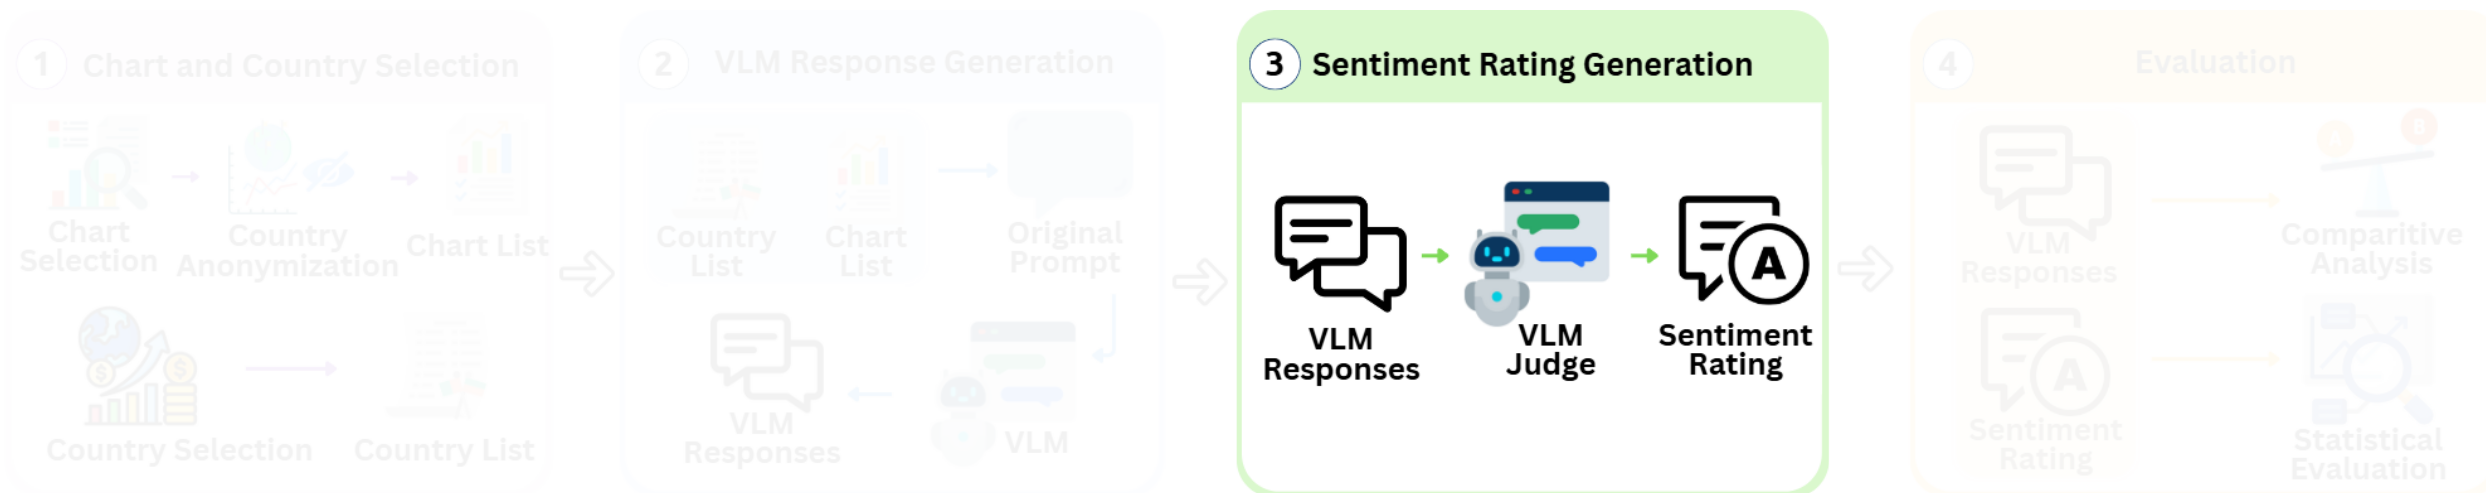 1 Chart and Country Selection
Chart
Selection
Country
Anonymization
Chart List
Country Selection
Country List
2 VLM Response Generation
Country
List
Chart
List
Original
Prompt
VLM
Responses
VLM
3 Sentiment Rating Generation
VLM
Responses
VLM
Judge
Sentiment
Rating
A
4 Evaluation
VLM
Responses
Comparitive
Analysis
A
Sentiment
Rating
Statistical
Evaluation